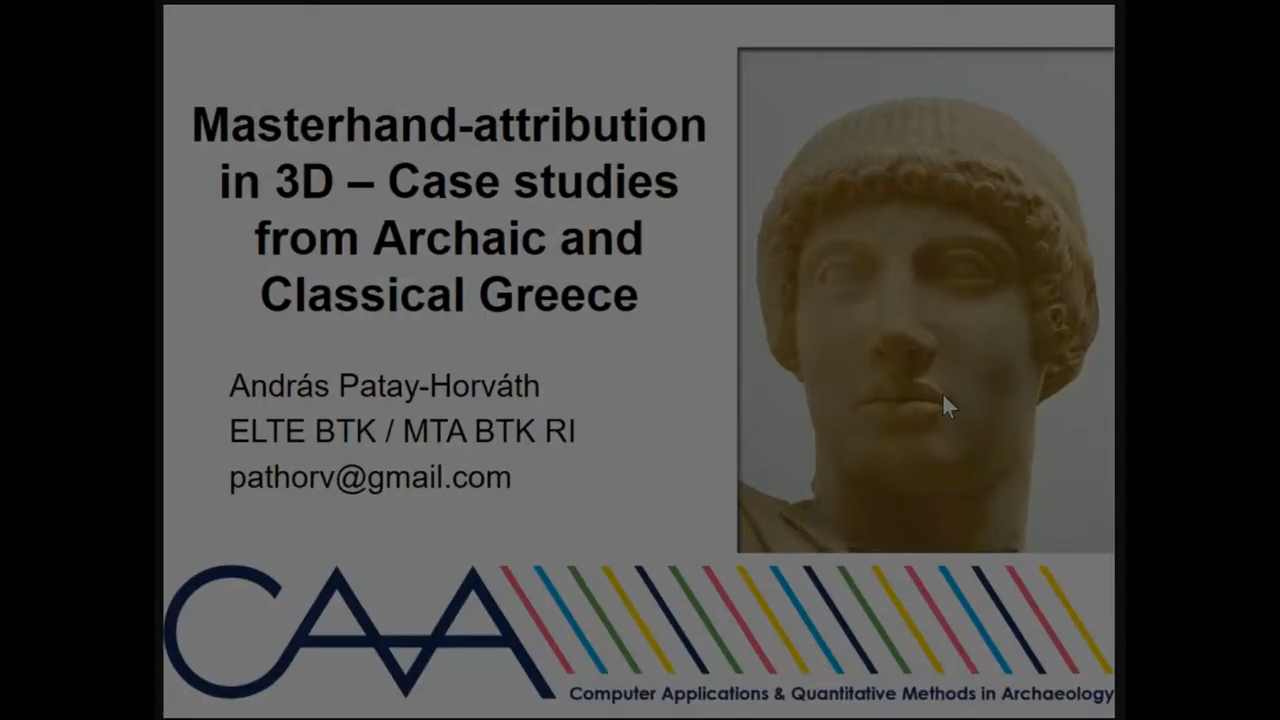 Masterhand-attribution
in 3D – Case studies
from Archaic and
Classical Greece
András Patay-Horváth
ELTE BTK / MTA BTK RI
pathorv@gmail.com
CAA
Computer Applications & Quantitative Methods in Archaeology